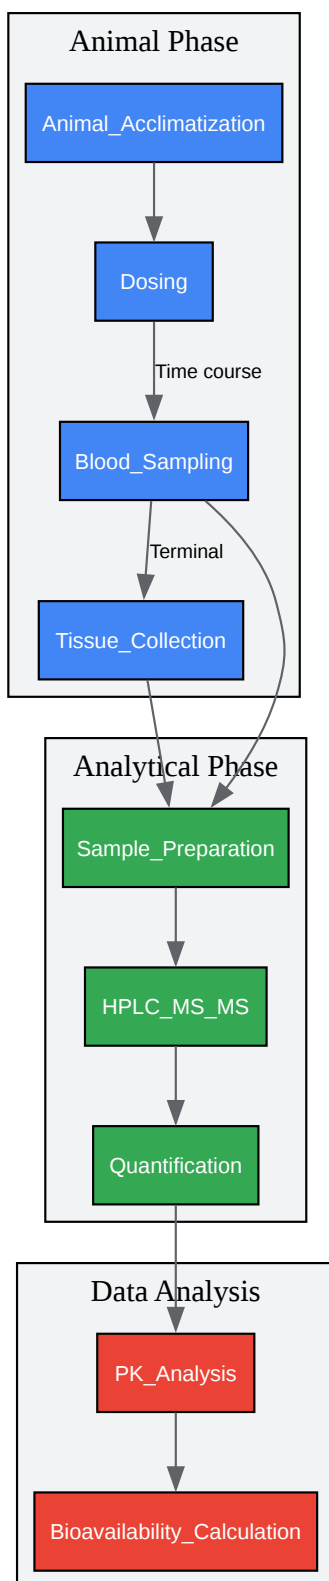 Animal Phase
Animal_Acclimatization
Dosing
Time course
Blood_Sampling
Terminal
Tissue_Collection
Analytical Phase
Sample_Preparation
HPLC_MS_MS
Quantification
Data Analysis
PK_Analysis
Bioavailability_Calculation